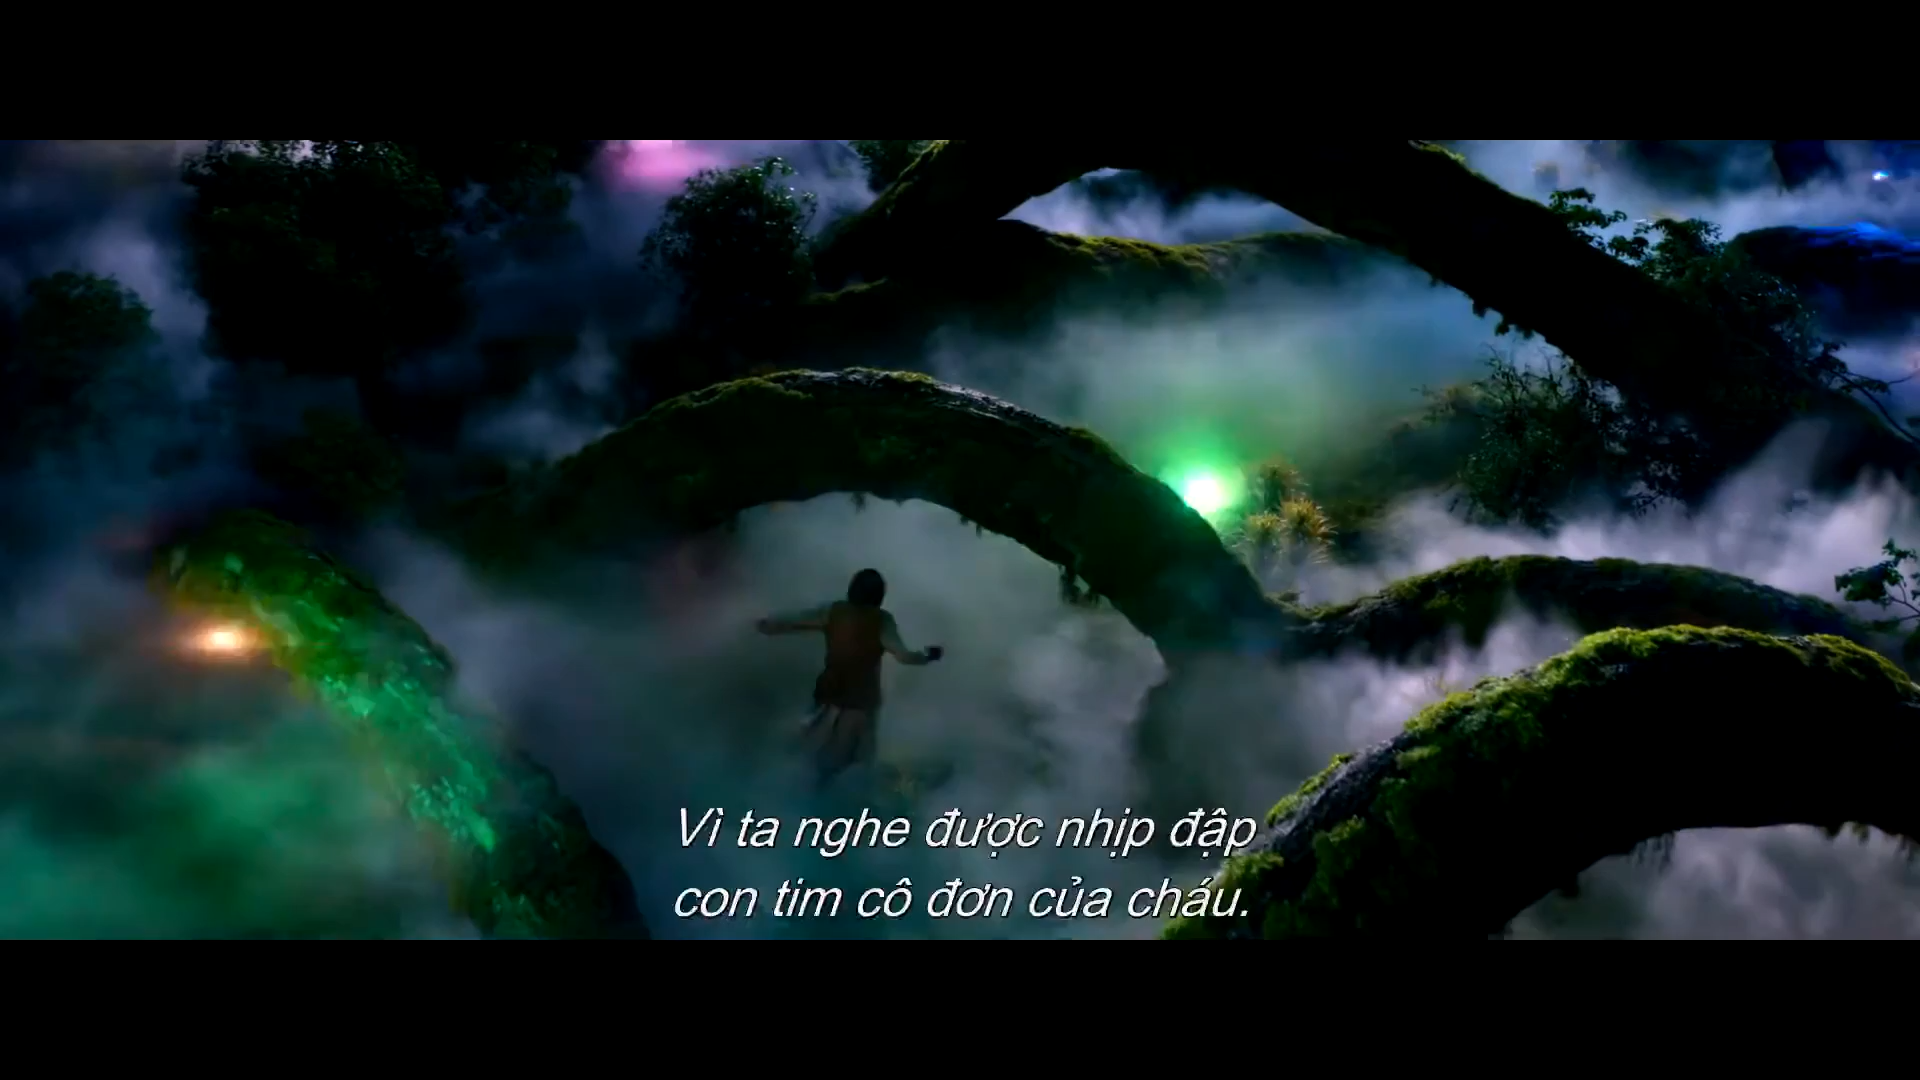 Vì ta nghe được nhịp đập
con tim cô đơn của cháu.